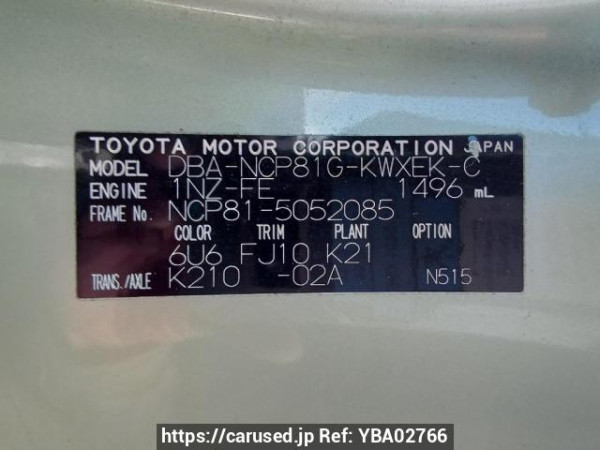 TOYOTA MOTOR CORPORATION JAPAN
MODEL DBA-NCP81G-KWXEK-C
ENGINE 1NZ-FE 1496 mL
FRAME No. NCP81-5052085
COLOR TRIM PLANT OPTION
6U6 FJ10 K21
TRANS./AXLE K210 -02A N515
https://carused.jp Ref: YBA02766